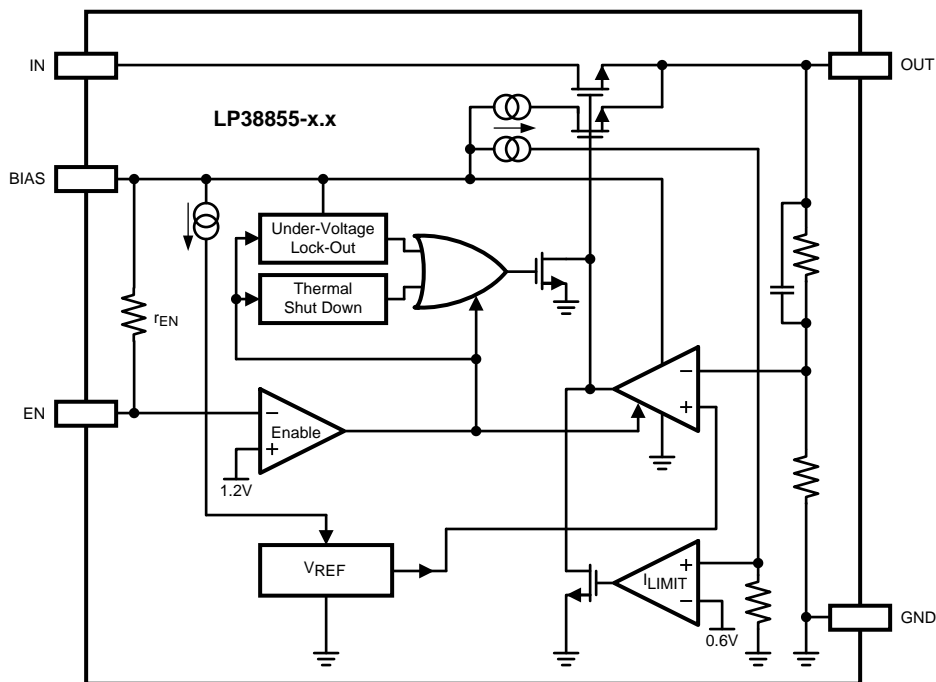 IN
OUT
LP38855-x.x
BIAS
Under-Voltage
Lock-Out
Thermal
Shut Down
rEN
EN
−
Enable
+
1.2V
−
+
VREF
+
ILIMIT
−
0.6V
GND